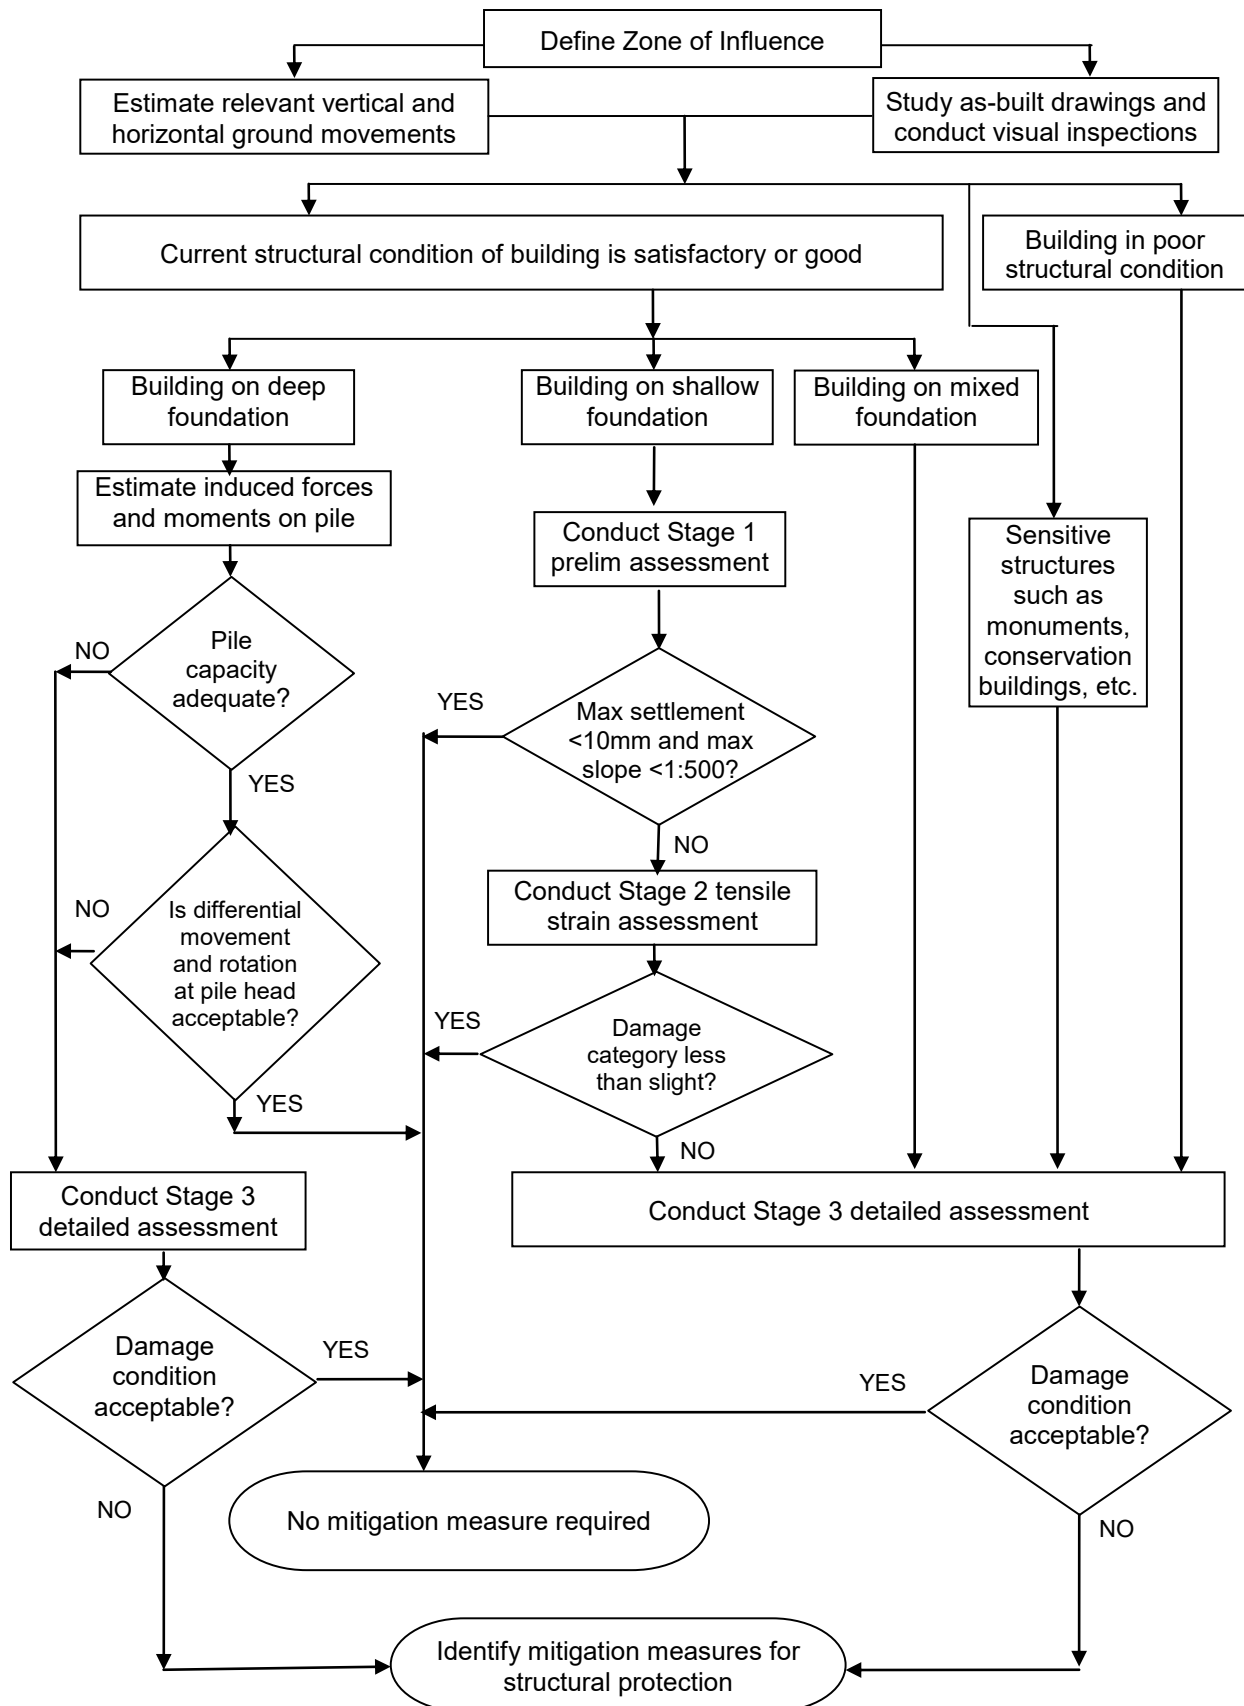 Define Zone of Influence
Estimate relevant vertical and
horizontal ground movements
Study as-built drawings and
conduct visual inspections
Current structural condition of building is satisfactory or good
Building in poor
structural condition
Building on deep
foundation
Building on shallow
foundation
Building on mixed
foundation
Estimate induced forces
and moments on pile
Conduct Stage 1
prelim assessment
Sensitive
structures
such as
monuments,
conservation
buildings, etc.
NO
Pile
capacity
adequate?
YES
YES
Max settlement
<10mm and max
slope <1:500?
NO
NO
Is differential
movement
and rotation
at pile head
acceptable?
YES
Conduct Stage 2 tensile
strain assessment
YES
Damage
category less
than slight?
NO
Conduct Stage 3
detailed assessment
Conduct Stage 3 detailed assessment
Damage
condition
acceptable?
YES
NO
YES
Damage
condition
acceptable?
NO
No mitigation measure required
Identify mitigation measures for
structural protection